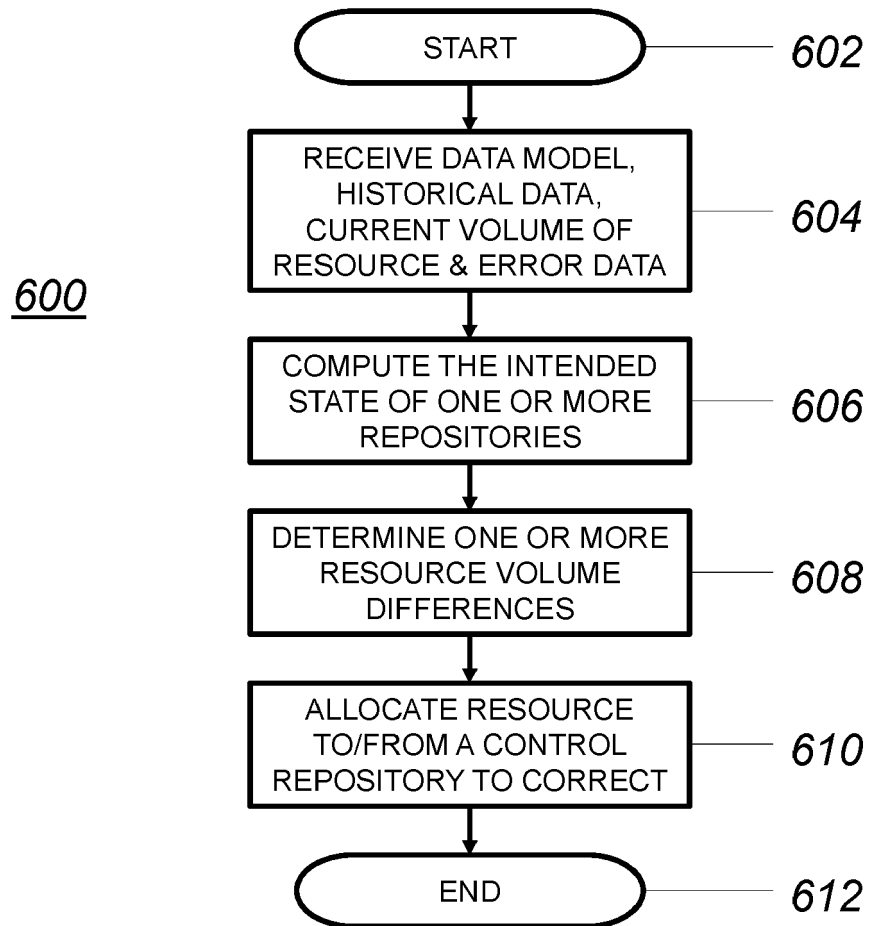 START
602
RECEIVE DATA MODEL,
HISTORICAL DATA,
CURRENT VOLUME OF
RESOURCE & ERROR DATA
604
600
COMPUTE THE INTENDED
STATE OF ONE OR MORE
REPOSITORIES
606
DETERMINE ONE OR MORE
RESOURCE VOLUME
DIFFERENCES
608
ALLOCATE RESOURCE
TO/FROM A CONTROL
REPOSITORY TO CORRECT
610
END
612